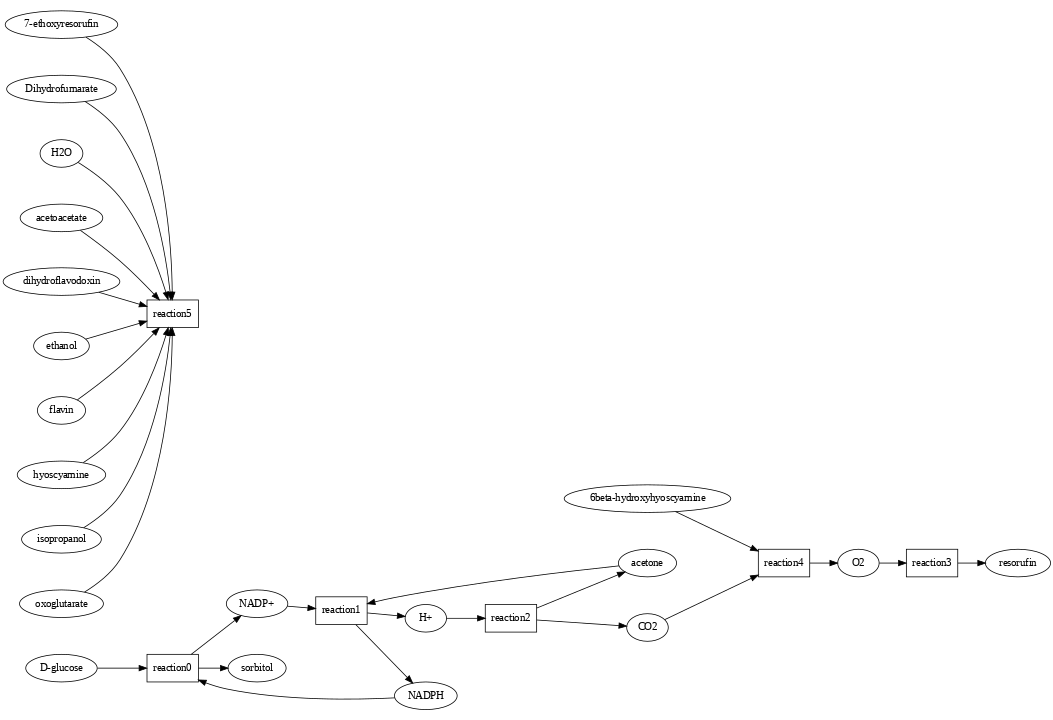 7-ethoxyresorufin
Dihydrofumarate
H2O
acetoacetate
dihydroflavodoxin
reaction5
ethanol
flavin
hyoscyamine
6beta-hydroxyhyoscyamine
isopropanol
acetone
reaction4
O2
reaction3
resorufin
oxoglutarate
NADP+
reaction1
H+
reaction2
CO2
D-glucose
reaction0
sorbitol
NADPH